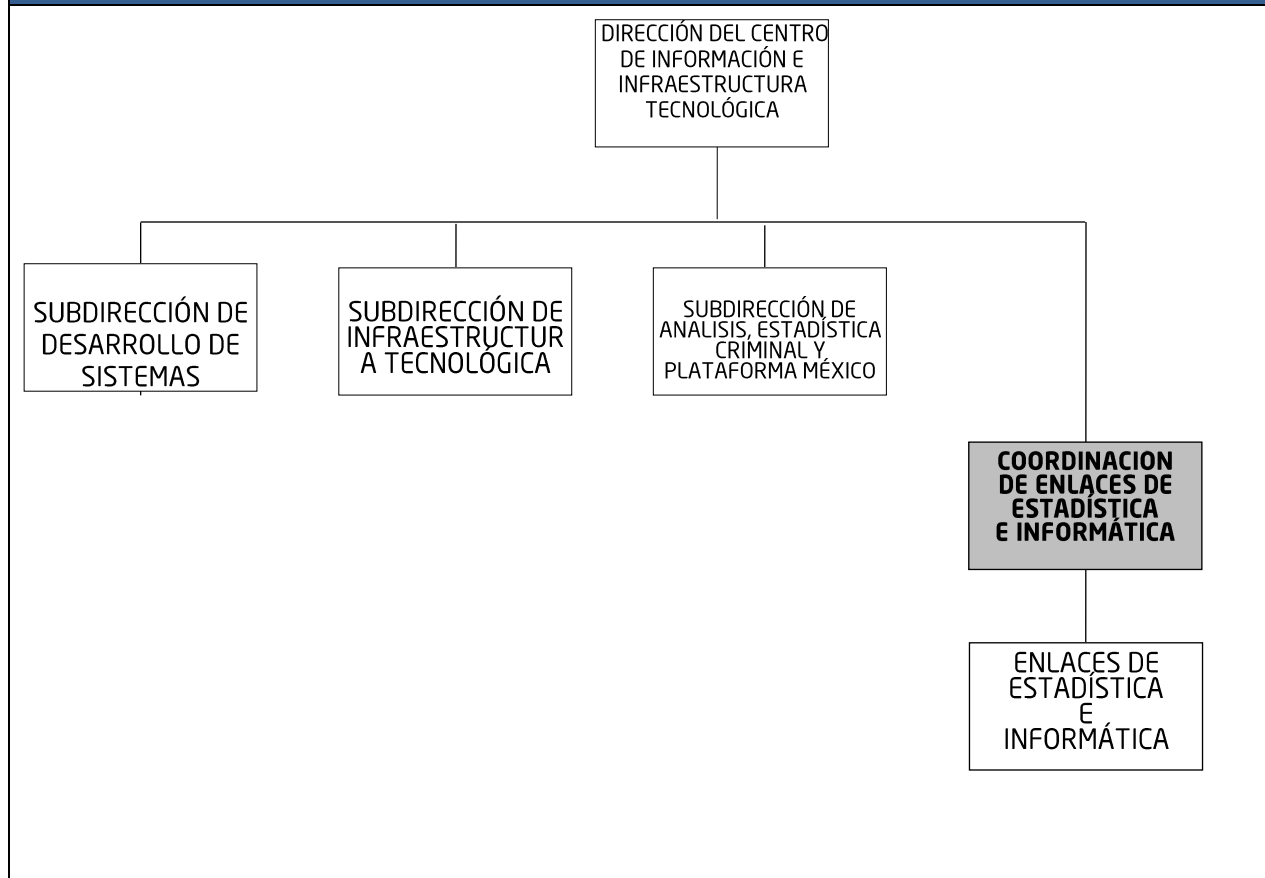 DIRECCIÓN DEL CENTRO
DE INFORMACIÓN E
INFRAESTRUCTURA
TECNOLÓGICA
SUBDIRECCIÓN DE
DESARROLLO DE
SISTEMAS
SUBDIRECCIÓN DE
INFRAESTRUCTUR
A TECNOLÓGICA
SUBDIRECCIÓN DE
ANALISIS, ESTADÍSTICA
CRIMINAL Y
PLATAFORMA MÉXICO
COORDINACION
DE ENLACES DE
ESTADÍSTICA
E INFORMÁTICA
ENLACES DE
ESTADÍSTICA
E
INFORMÁTICA